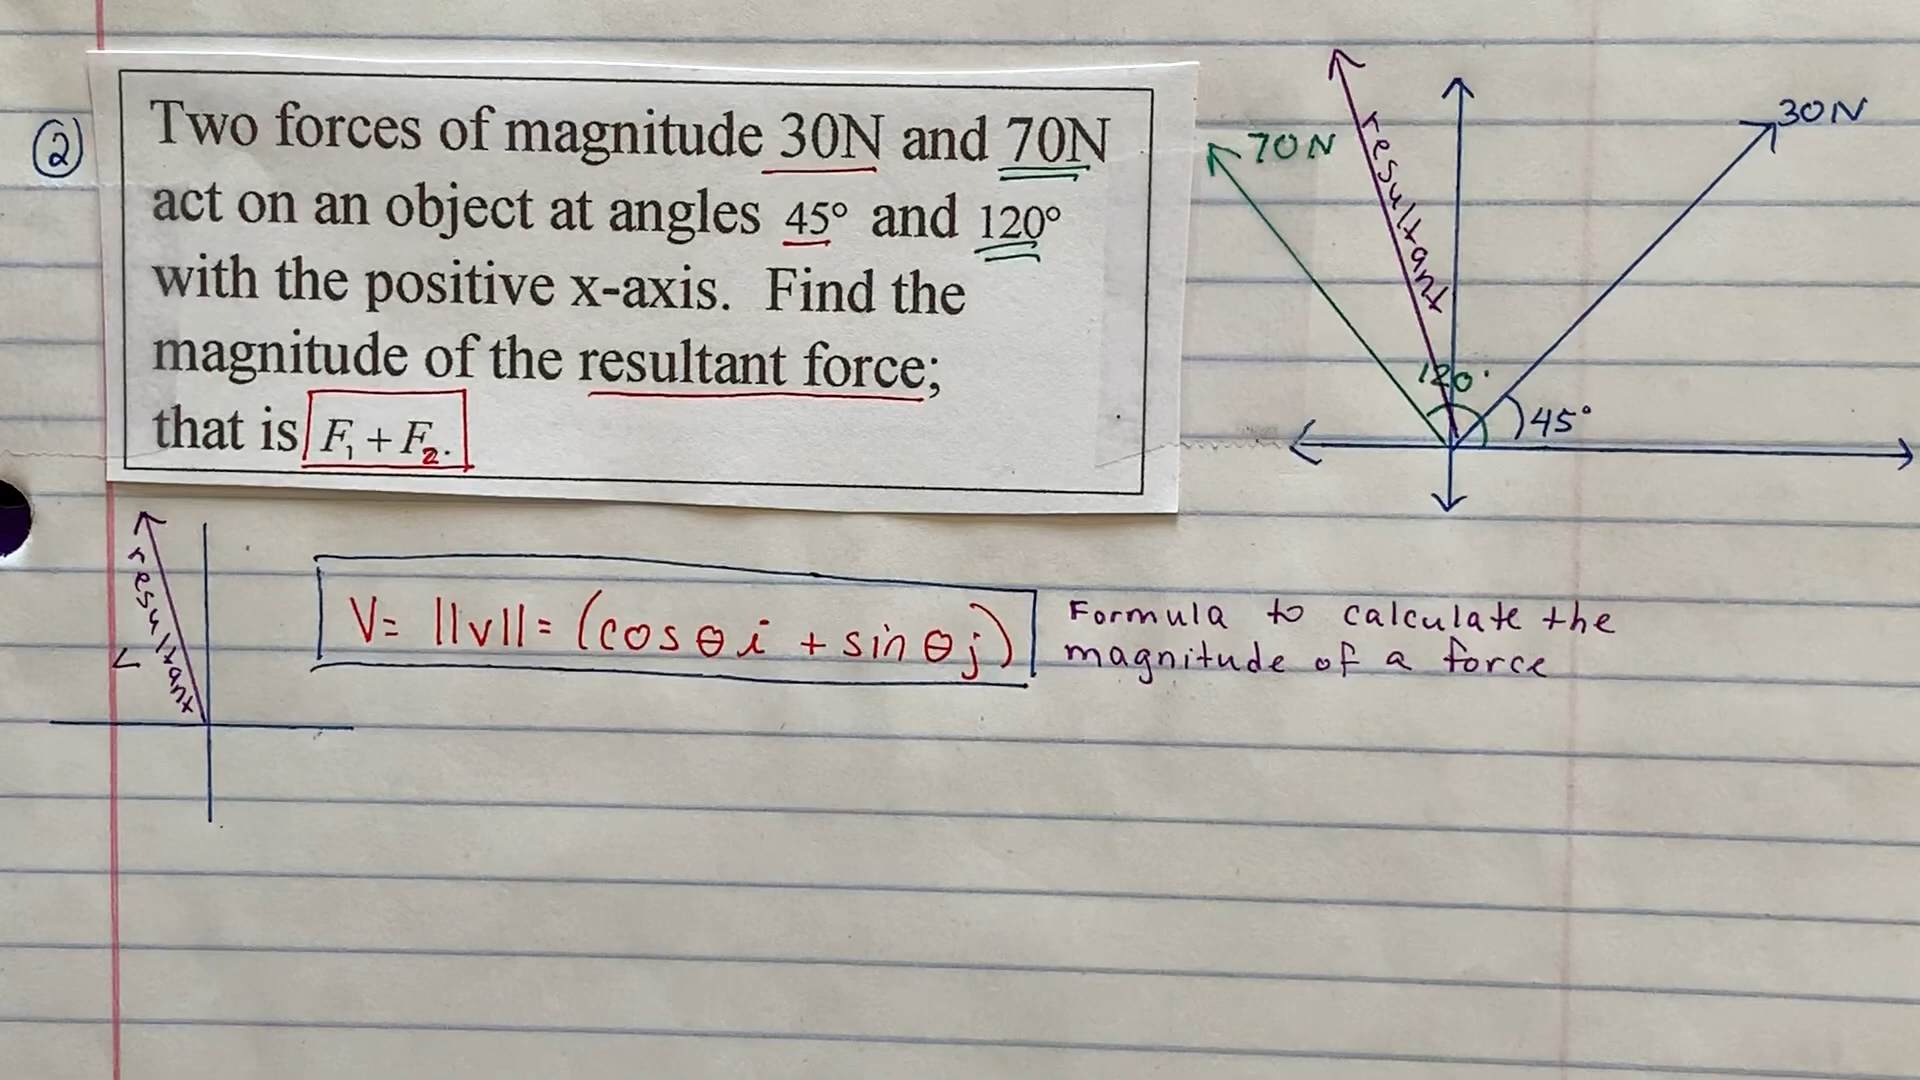 ②
Two forces of magnitude 30N and 70N
act on an object at angles 45° and 120°
with the positive x-axis. Find the
magnitude of the resultant force;
that is F₁ + F₂.
70N
resultant
30N
120°
45°
resultant
V= ||v|| = (cosθi + sinθj)
Formula to calculate the
magnitude of a force